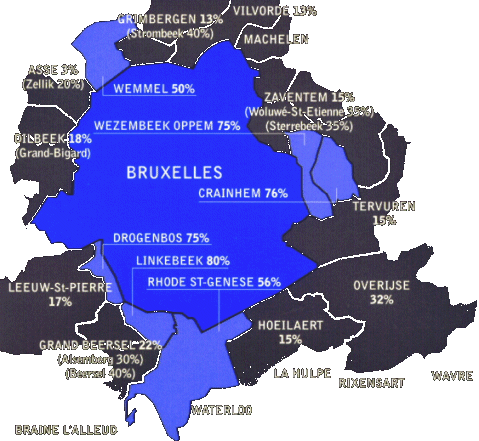 VILVORDE 13%
GRIMBERGEN 13%
(Strombeek 40%)
MACHELEN
ASSE 3%
(Zellik 20%)
WEMMEL 50%
ZAVENTEM 15%
(Woluwé-St-Etienne 35%)
(Sterrebeek 35%)
WEZEMBEEK OPPEM 75%
DILBEEK 18%
(Grand-Bigard)
BRUXELLES
CRAINHEM 76%
TERVUREN
15%
DROGENBOS 75%
LINKEBEEK 80%
RHODE ST-GENESE 56%
LEEUW-St-PIERRE
17%
OVERIJSE
32%
HOEILAERT
15%
GRAND BEERSEL 22%
(Alsemberg 30%)
(Beersel 40%)
LA HULPE
RIXENSART
WAVRE
WATERLOO
BRAINE L'ALLEUD